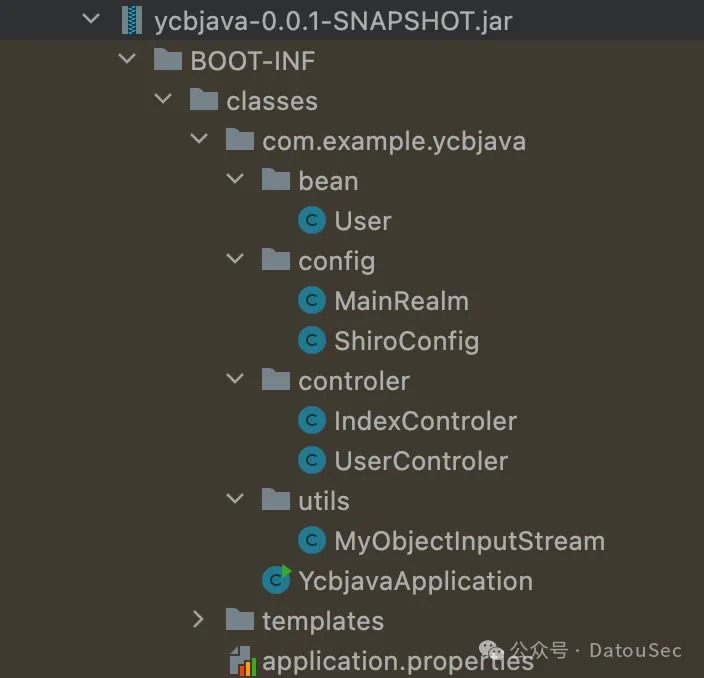 ycbjava-0.0.1-SNAPSHOT.jar
BOOT-INF
classes
com.example.ycbjava
bean
C User
config
C MainRealm
C ShiroConfig
controler
C IndexControler
C UserControler
utils
C MyObjectInputStream
C YcbjavaApplication
templates
application.properties
公众号 · DatouSec